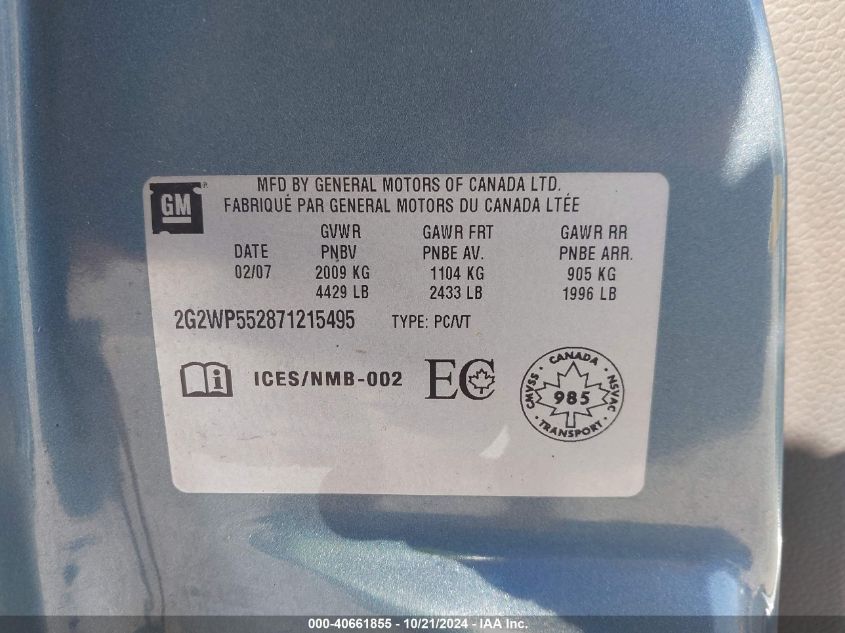 GM
MFD BY GENERAL MOTORS OF CANADA LTD.
FABRIQUÉ PAR GENERAL MOTORS DU CANADA LTÉE
GVWR GAWR FRT GAWR RR
DATE PNBV PNBE AV. PNBE ARR.
02/07 2009 KG 1104 KG 905 KG
4429 LB 2433 LB 1996 LB
2G2WP552871215495 TYPE: PC/VT
i ICES/NMB-002 EC
CANADA
CMVSS 985 NSVAC
TRANSPORT
000-40661855 - 10/21/2024 - IAA Inc.